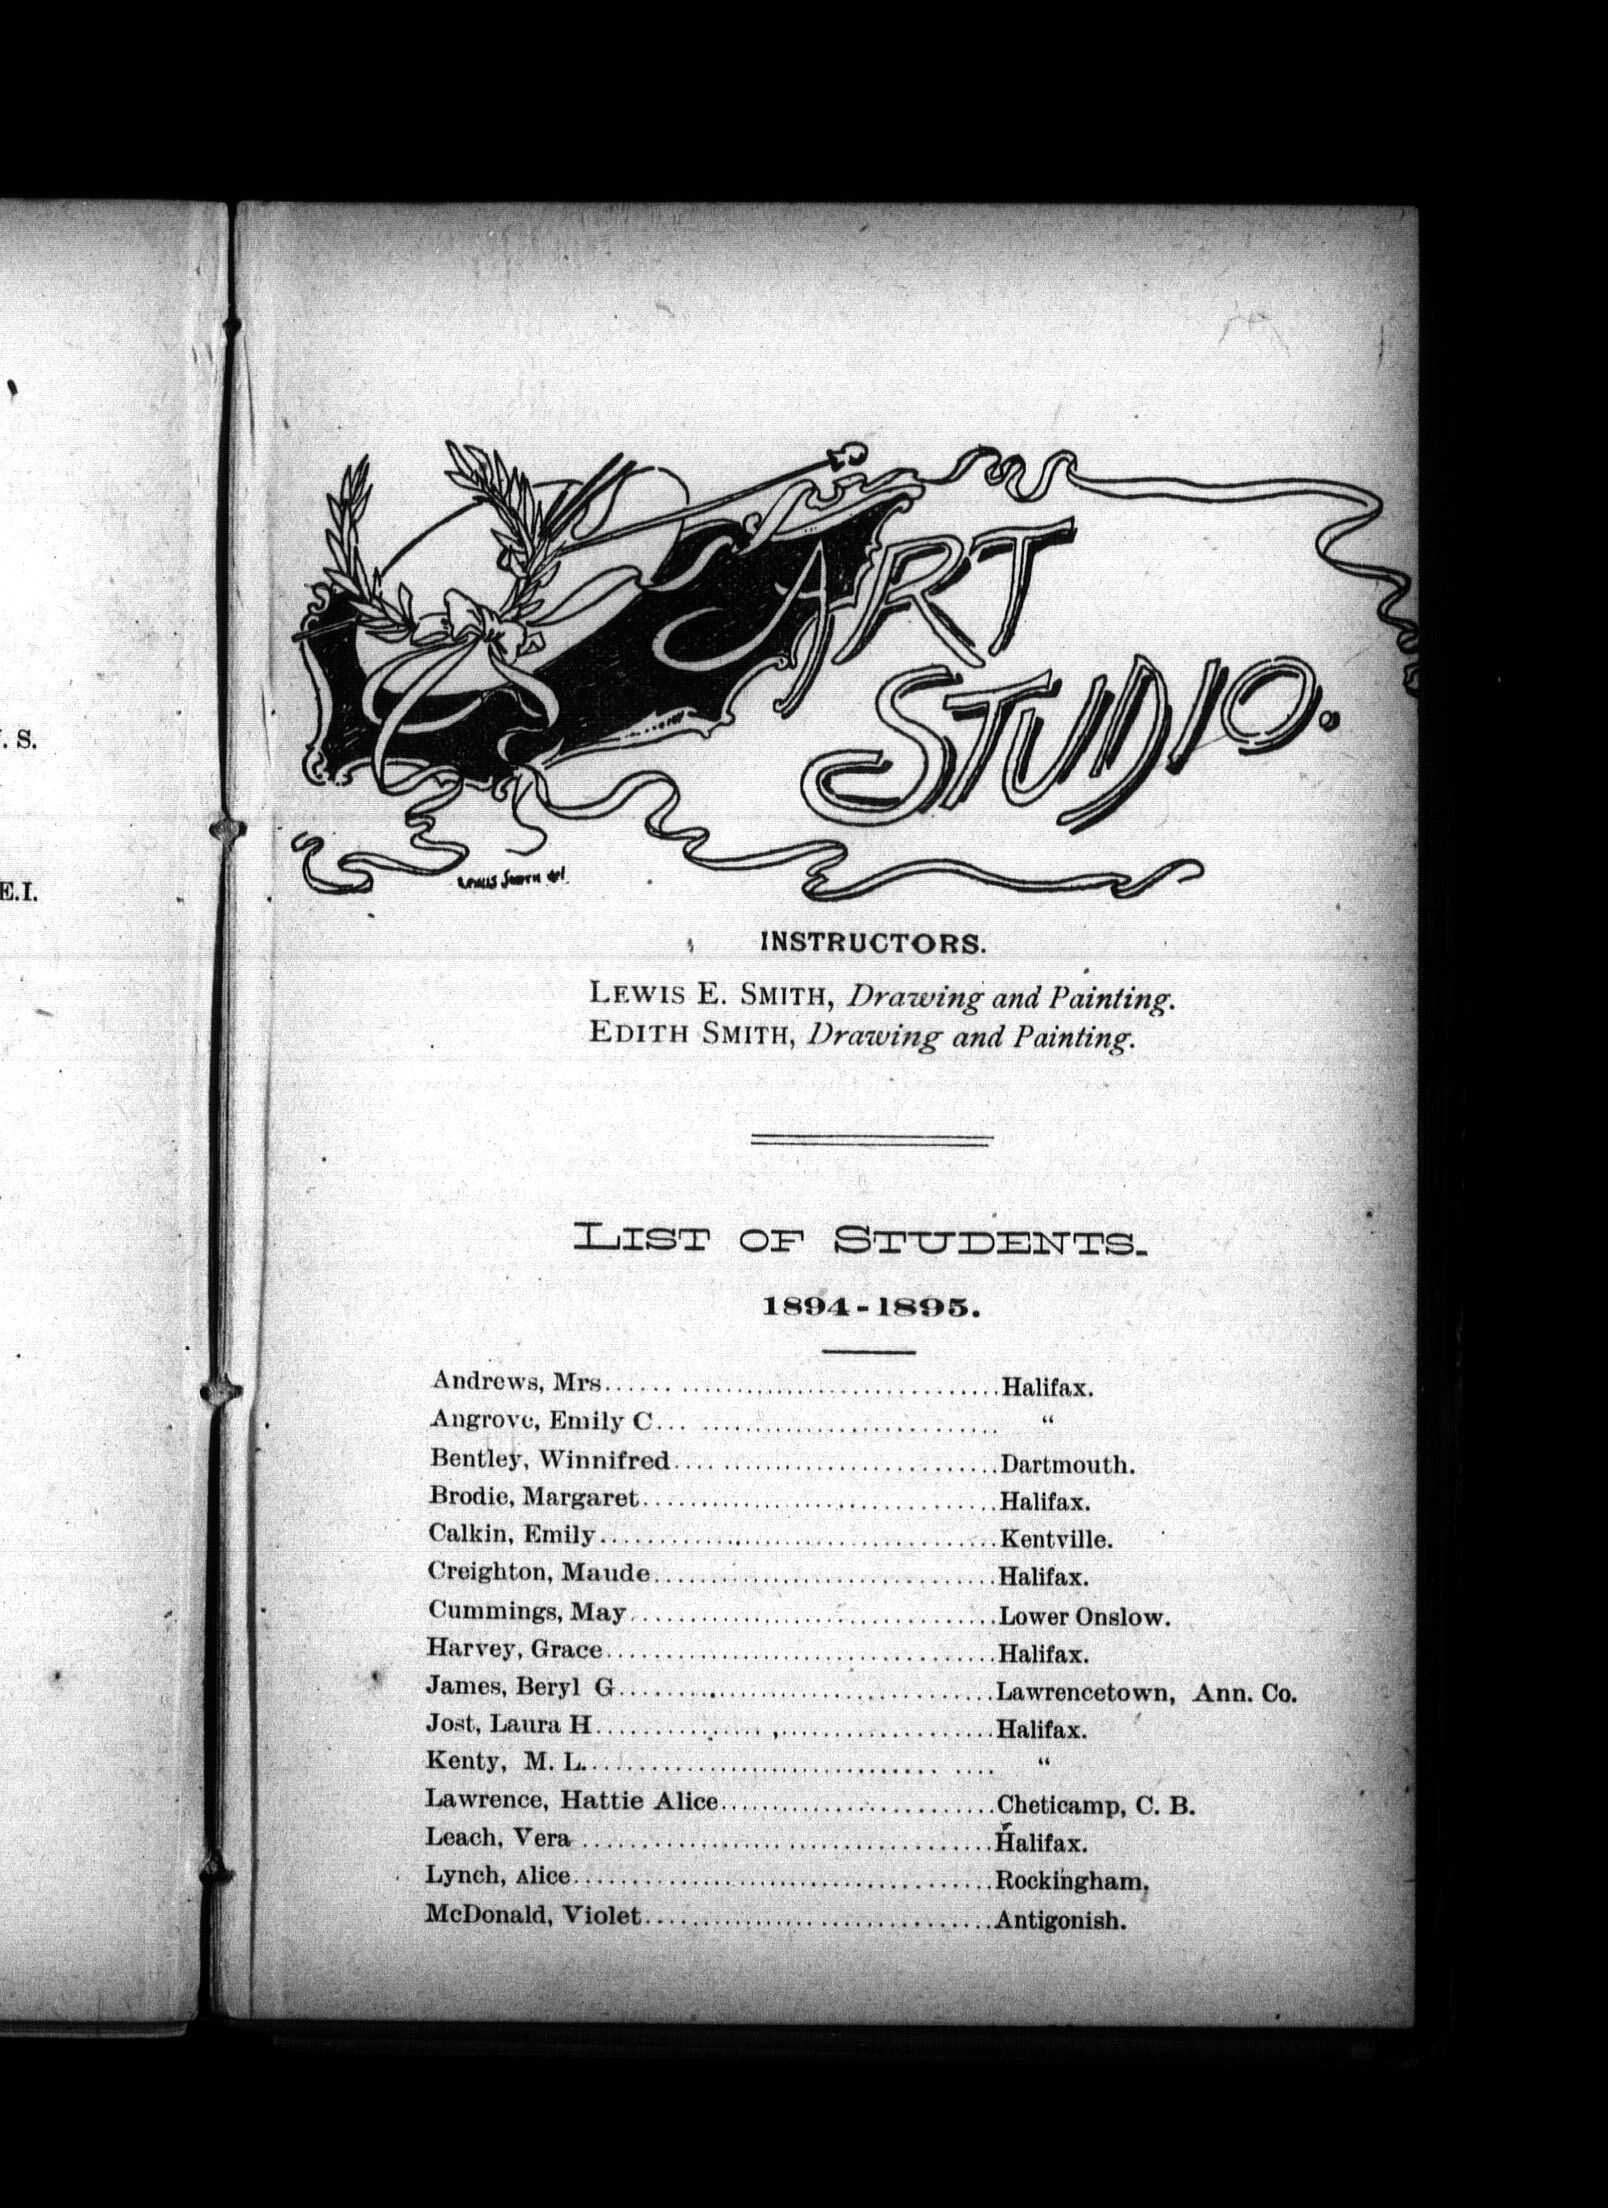 . S.
E.I.
ART
STUDIO.
Lewis Smith del.
INSTRUCTORS.
LEWIS E. SMITH, Drawing and Painting.
EDITH SMITH, Drawing and Painting.
LIST OF STUDENTS.
1894-1895.
Andrews, Mrs.................................Halifax.
Angrove, Emily C............................ “
Bentley, Winnifred...........................Dartmouth.
Brodie, Margaret.............................Halifax.
Calkin, Emily................................Kentville.
Creighton, Maude.............................Halifax.
Cummings, May................................Lower Onslow.
Harvey, Grace................................Halifax.
James, Beryl G...............................Lawrencetown, Ann. Co.
Jost, Laura H................................Halifax.
Kenty, M. L................................. “
Lawrence, Hattie Alice.......................Cheticamp, C. B.
Leach, Vera..................................Halifax.
Lynch, Alice.................................Rockingham.
McDonald, Violet.............................Antigonish.